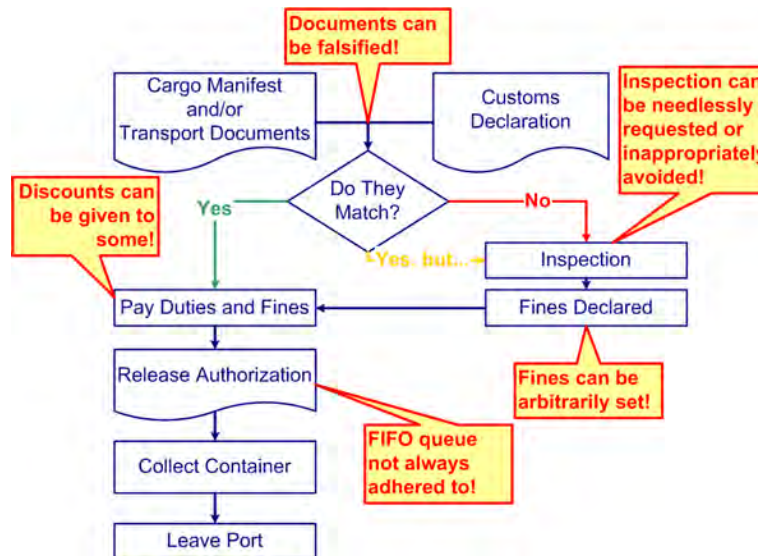 Documents can
be falsified!
Cargo Manifest
and/or
Transport Documents
Customs
Declaration
Inspection can
be needlessly
requested or
inappropriately
avoided!
Discounts can
be given to
some!
Do They
Match?
Yes
No
Yes, but...
Inspection
Pay Duties and Fines
Fines Declared
Release Authorization
Fines can be
arbitrarily set!
FIFO queue
not always
adhered to!
Collect Container
Leave Port